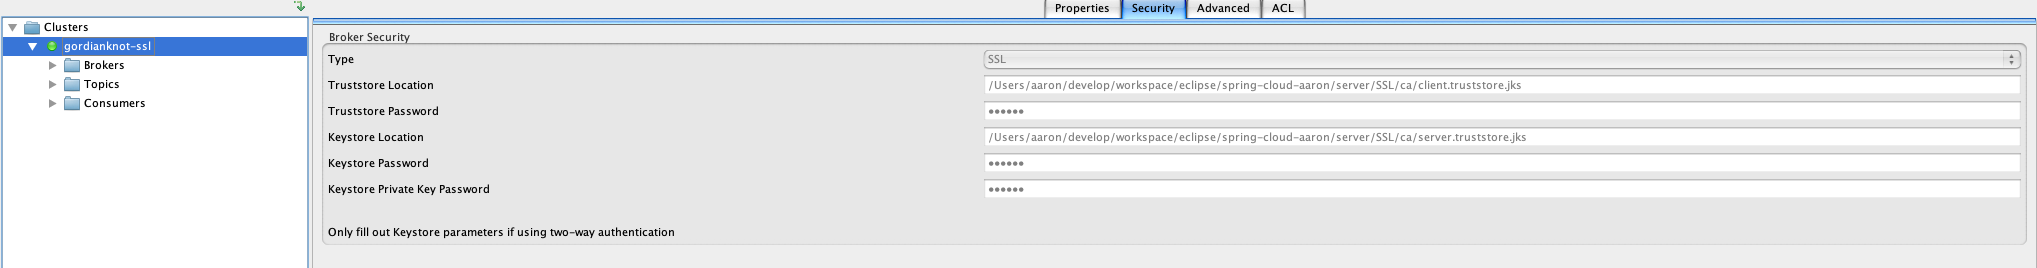 Properties Security Advanced ACL
Clusters
gordianknot-ssl
Brokers
Topics
Consumers
Broker Security
Type SSL
Truststore Location /Users/aaron/develop/workspace/eclipse/spring-cloud-aaron/server/SSL/ca/client.truststore.jks
Truststore Password ••••••
Keystore Location /Users/aaron/develop/workspace/eclipse/spring-cloud-aaron/server/SSL/ca/server.truststore.jks
Keystore Password ••••••
Keystore Private Key Password ••••••
Only fill out Keystore parameters if using two-way authentication